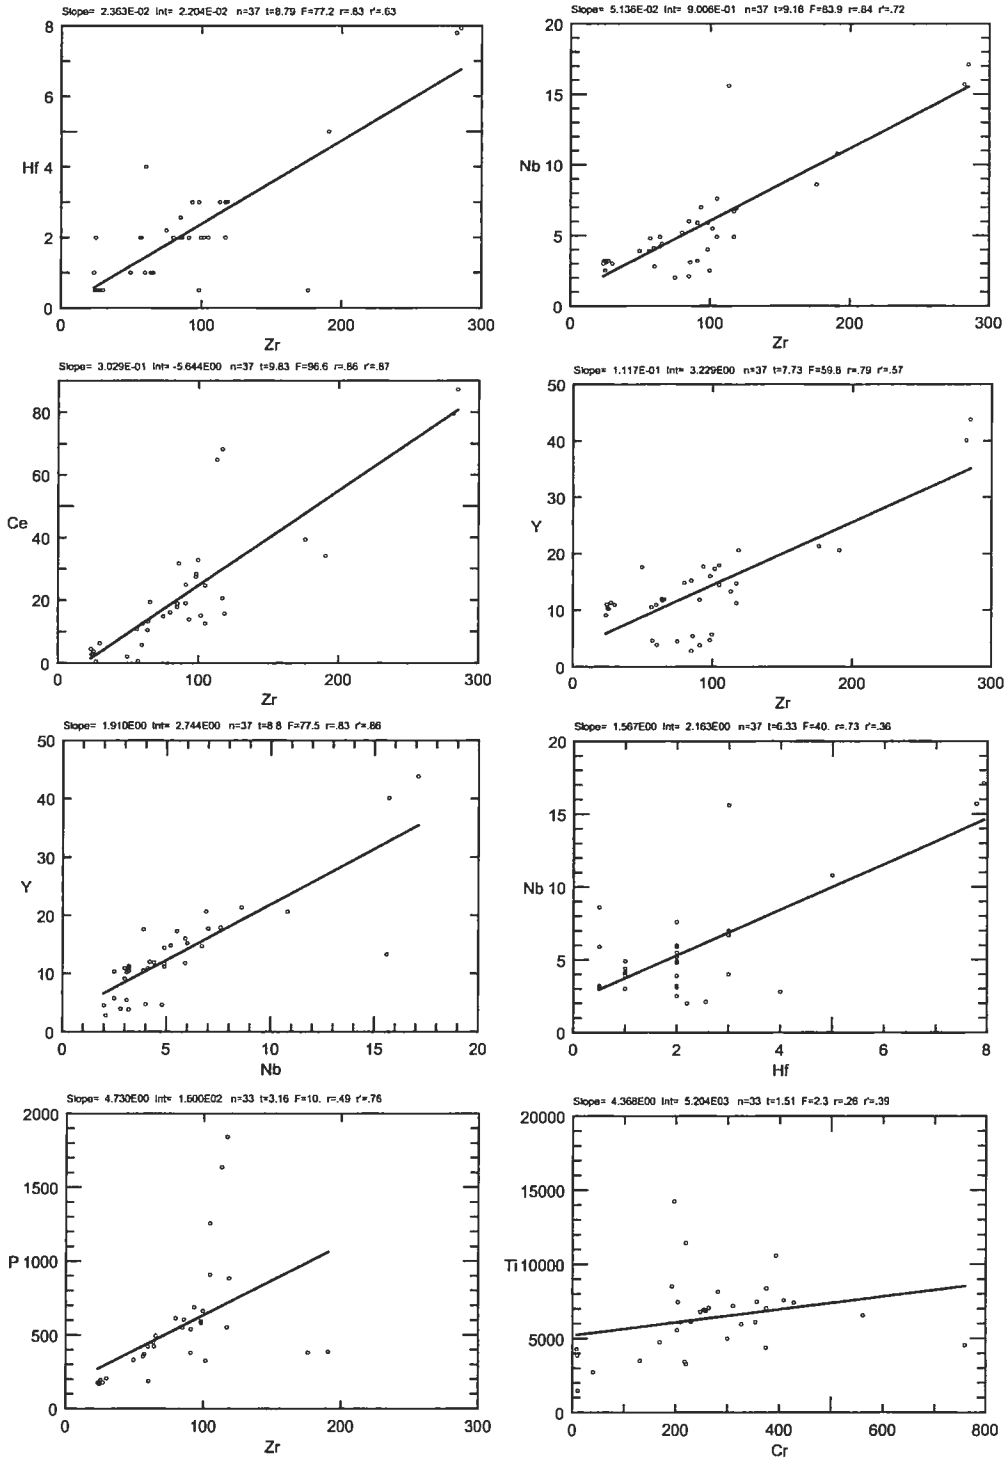 Slope= 2.363E-02 Int= 2.204E-02 n=37 t=8.79 F=77.2 r=.83 r'=.63
8
6
Hf 4
2
0
0 100 200 300
Zr
Slope= 5.136E-02 Int= 9.006E-01 n=37 t=9.16 F=83.9 r=.84 r'=.72
20
15
Nb 10
5
0
0 100 200 300
Zr
Slope= 3.029E-01 Int= -5.644E00 n=37 t=9.83 F=96.6 r=.86 r'=.87
80
60
Ce
40
20
0
0 100 200 300
Zr
Slope= 1.117E-01 Int= 3.229E00 n=37 t=7.73 F=59.8 r=.79 r'=.57
50
40
30
Y
20
10
0
0 100 200 300
Zr
Slope= 1.910E00 Int= 2.744E00 n=37 t=8.8 F=77.5 r=.83 r'=.86
50
40
30
Y
20
10
0
0 5 10 15 20
Nb
Slope= 1.567E00 Int= 2.163E00 n=37 t=6.33 F=40. r=.73 r'=.36
20
15
Nb 10
5
0
0 2 4 6 8
Hf
Slope= 4.730E00 Int= 1.600E02 n=33 t=3.16 F=10. r=.49 r'=.76
2000
1500
P 1000
500
0
0 100 200 300
Zr
Slope= 4.368E00 Int= 5.204E03 n=33 t=1.51 F=2.3 r=.26 r'=.39
20000
15000
Ti 10000
5000
0
0 200 400 600 800
Cr